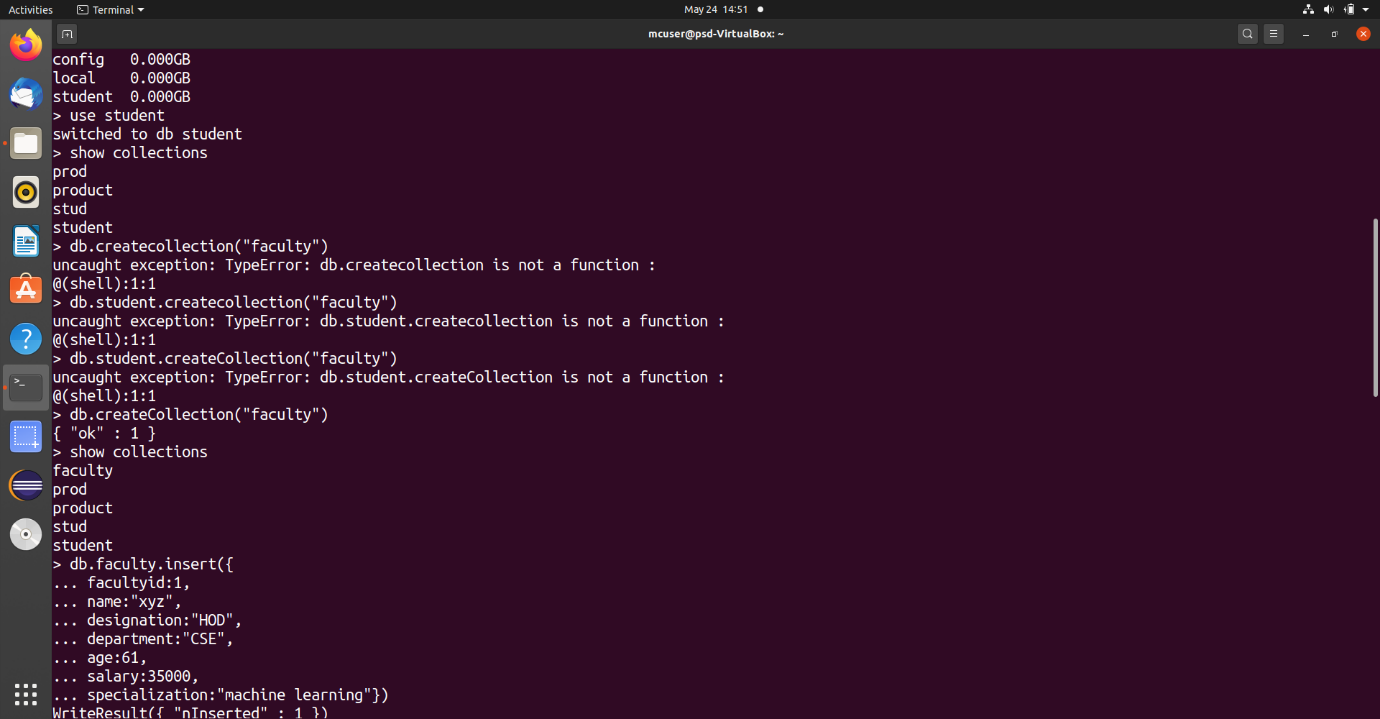 Activities
Terminal
May 24 14:51
mcuser@psd-VirtualBox: ~
config   0.000GB
local    0.000GB
student  0.000GB
> use student
switched to db student
> show collections
prod
product
stud
student
> db.createcollection("faculty")
uncaught exception: TypeError: db.createcollection is not a function :
@(shell):1:1
> db.student.createcollection("faculty")
uncaught exception: TypeError: db.student.createcollection is not a function :
@(shell):1:1
> db.student.createCollection("faculty")
uncaught exception: TypeError: db.student.createCollection is not a function :
@(shell):1:1
> db.createCollection("faculty")
{ "ok" : 1 }
> show collections
faculty
prod
product
stud
student
> db.faculty.insert({
... facultyid:1,
... name:"xyz",
... designation:"HOD",
... department:"CSE",
... age:61,
... salary:35000,
... specialization:"machine learning"})
WriteResult({ "nInserted" : 1 })